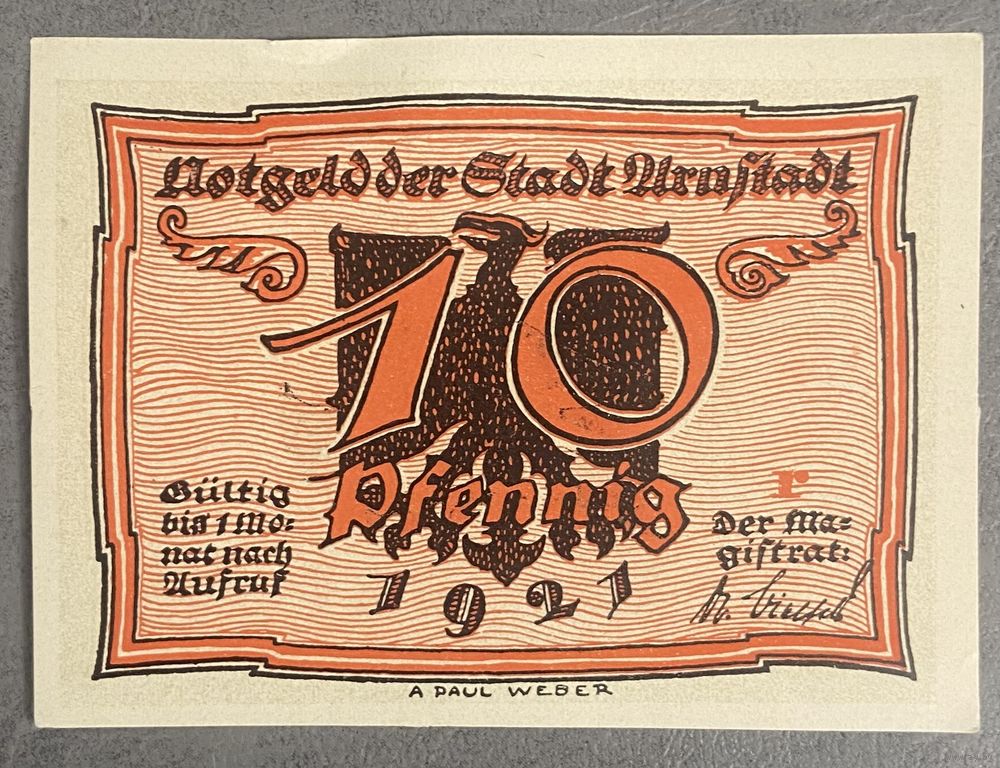 Notgeld der Stadt Arnstadt
10
Pfennig
1921
Gültig
bis 1 Mo-
nat nach
Aufruf
r
Der Ma-
gistrat:
A PAUL WEBER